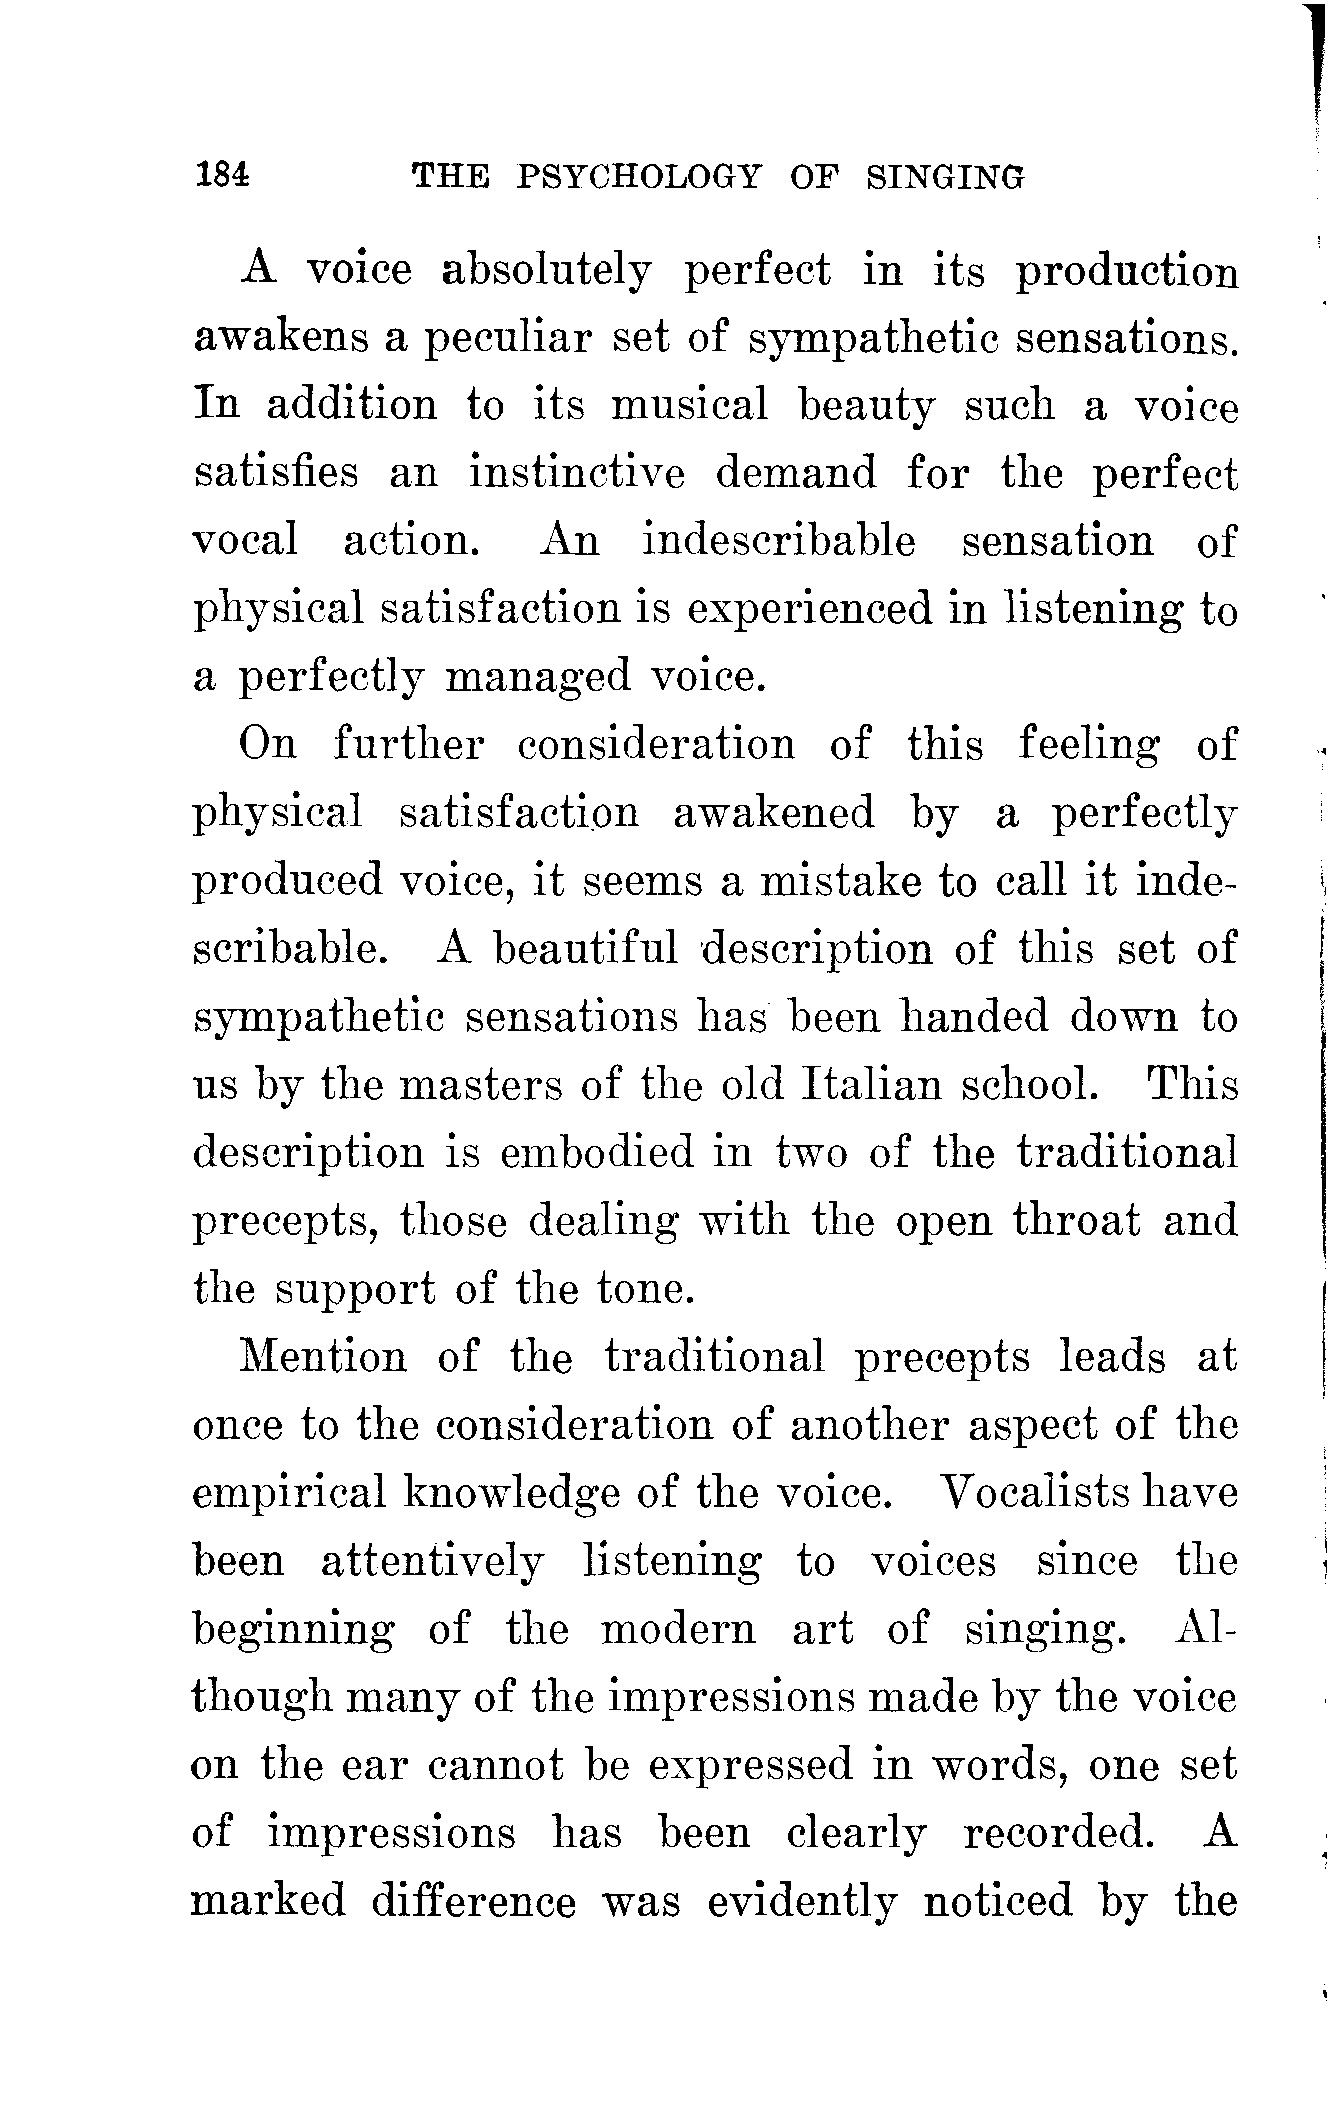 184 THE PSYCHOLOGY OF SINGING
A voice absolutely perfect in its production
awakens a peculiar set of sympathetic sensations.
In addition to its musical beauty such a voice
satisfies an instinctive demand for the perfect
vocal action. An indescribable sensation of
physical satisfaction is experienced in listening to
a perfectly managed voice.
On further consideration of this feeling of
physical satisfaction awakened by a perfectly
produced voice, it seems a mistake to call it inde-
scribable. A beautiful description of this set of
sympathetic sensations has been handed down to
us by the masters of the old Italian school. This
description is embodied in two of the traditional
precepts, those dealing with the open throat and
the support of the tone.
Mention of the traditional precepts leads at
once to the consideration of another aspect of the
empirical knowledge of the voice. Vocalists have
been attentively listening to voices since the
beginning of the modern art of singing. Al-
though many of the impressions made by the voice
on the ear cannot be expressed in words, one set
of impressions has been clearly recorded. A
marked difference was evidently noticed by the